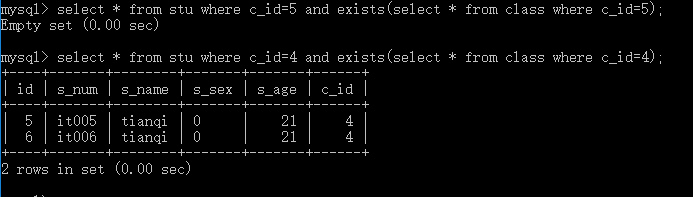 mysql> select * from stu where c_id=5 and exists(select * from class where c_id=5);
Empty set (0.00 sec)
mysql> select * from stu where c_id=4 and exists(select * from class where c_id=4);
+----+-------+--------+-------+-------+------+
| id | s_num | s_name | s_sex | s_age | c_id |
+----+-------+--------+-------+-------+------+
| 5 | it005 | tianqi | 0 | 21 | 4 |
| 6 | it006 | tianqi | 0 | 21 | 4 |
+----+-------+--------+-------+-------+------+
2 rows in set (0.00 sec)